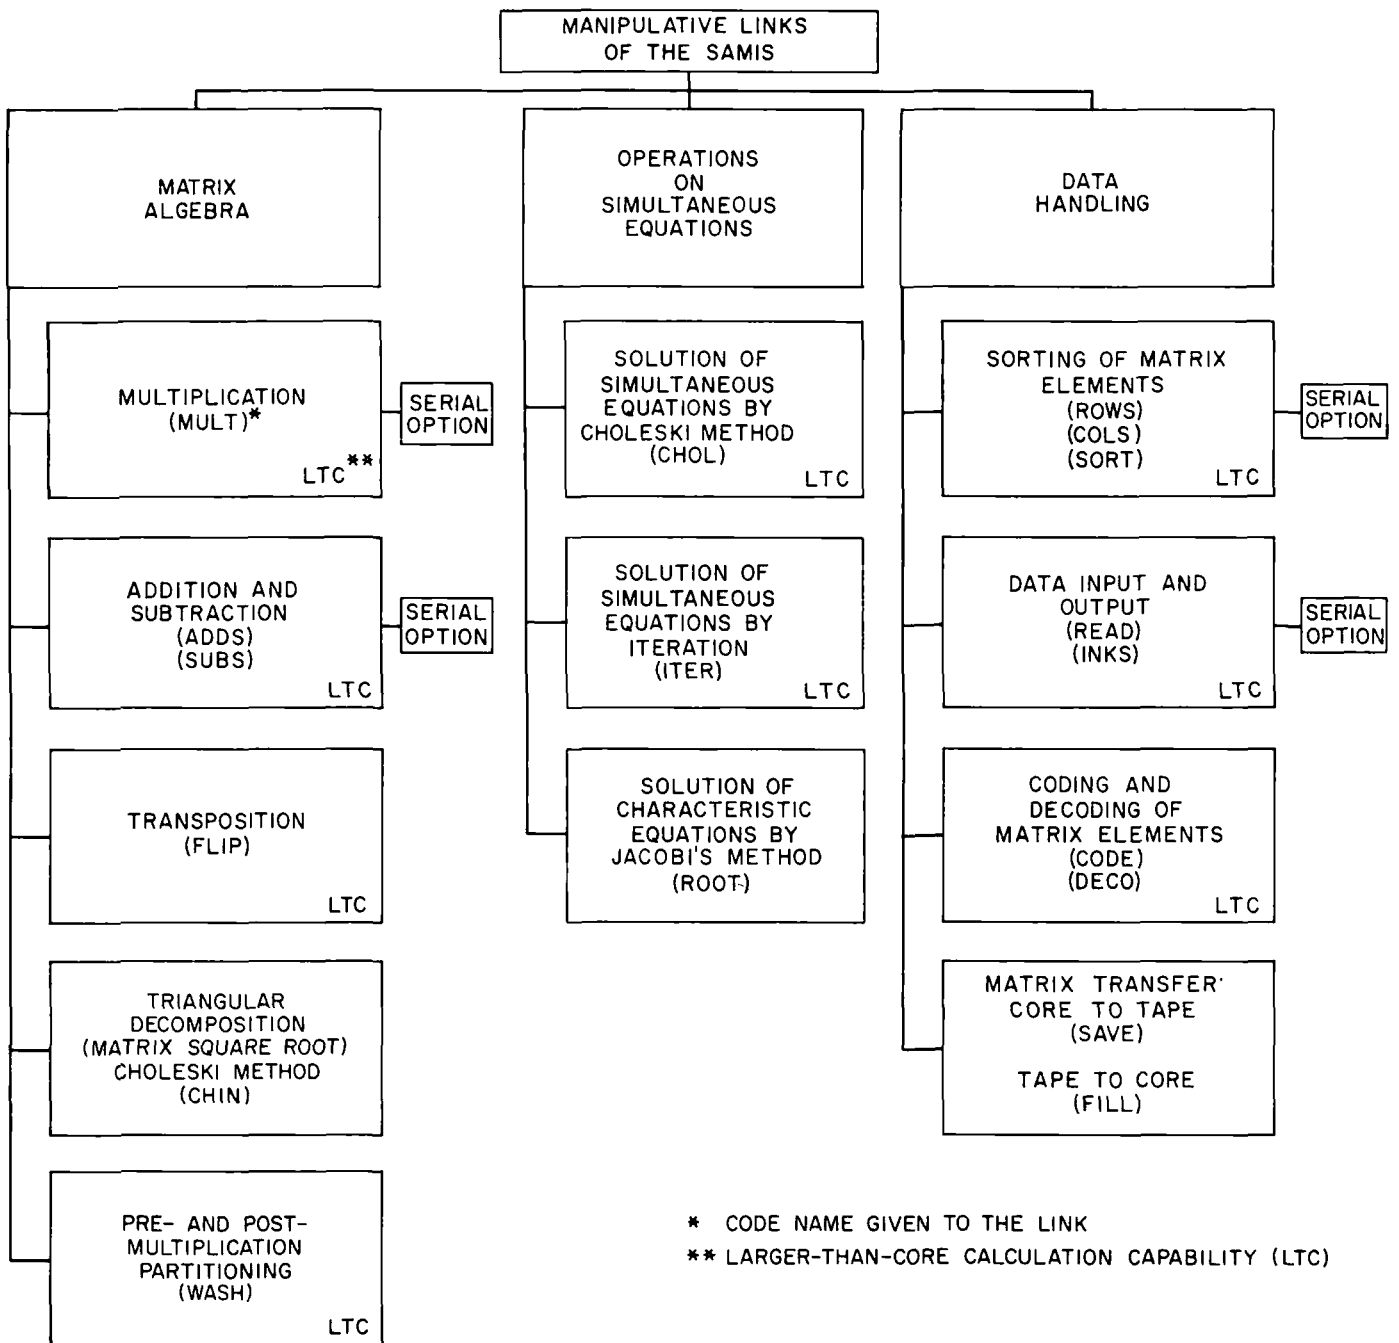 MANIPULATIVE LINKS
OF THE SAMIS
MATRIX
ALGEBRA
MULTIPLICATION
(MULT)*
LTC**
SERIAL
OPTION
ADDITION AND
SUBTRACTION
(ADDS)
(SUBS)
LTC
SERIAL
OPTION
TRANSPOSITION
(FLIP)
LTC
TRIANGULAR
DECOMPOSITION
(MATRIX SQUARE ROOT)
CHOLESKI METHOD
(CHIN)
PRE- AND POST-
MULTIPLICATION
PARTITIONING
(WASH)
LTC
OPERATIONS
ON
SIMULTANEOUS
EQUATIONS
SOLUTION OF
SIMULTANEOUS
EQUATIONS BY
CHOLESKI METHOD
(CHOL)
LTC
SOLUTION OF
SIMULTANEOUS
EQUATIONS BY
ITERATION
(ITER)
LTC
SOLUTION OF
CHARACTERISTIC
EQUATIONS BY
JACOBI'S METHOD
(ROOT)
DATA
HANDLING
SORTING OF MATRIX
ELEMENTS
(ROWS)
(COLS)
(SORT)
LTC
SERIAL
OPTION
DATA INPUT AND
OUTPUT
(READ)
(INKS)
LTC
SERIAL
OPTION
CODING AND
DECODING OF
MATRIX ELEMENTS
(CODE)
(DECO)
LTC
MATRIX TRANSFER
CORE TO TAPE
(SAVE)
TAPE TO CORE
(FILL)
* CODE NAME GIVEN TO THE LINK
** LARGER-THAN-CORE CALCULATION CAPABILITY (LTC)